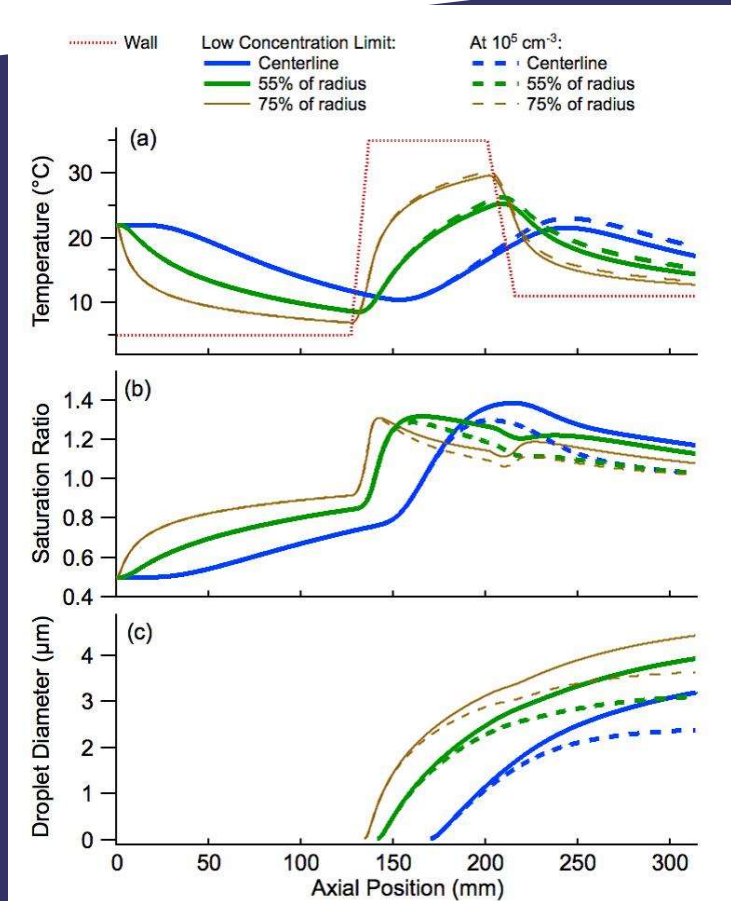 Wall
Low Concentration Limit:
Centerline
55% of radius
75% of radius
At 10⁵ cm⁻³:
Centerline
55% of radius
75% of radius
(a)
Temperature (°C)
30
20
10
(b)
Saturation Ratio
1.4
1.2
1.0
0.8
0.6
0.4
(c)
Droplet Diameter (µm)
4
3
2
1
0
0 50 100 150 200 250 300
Axial Position (mm)